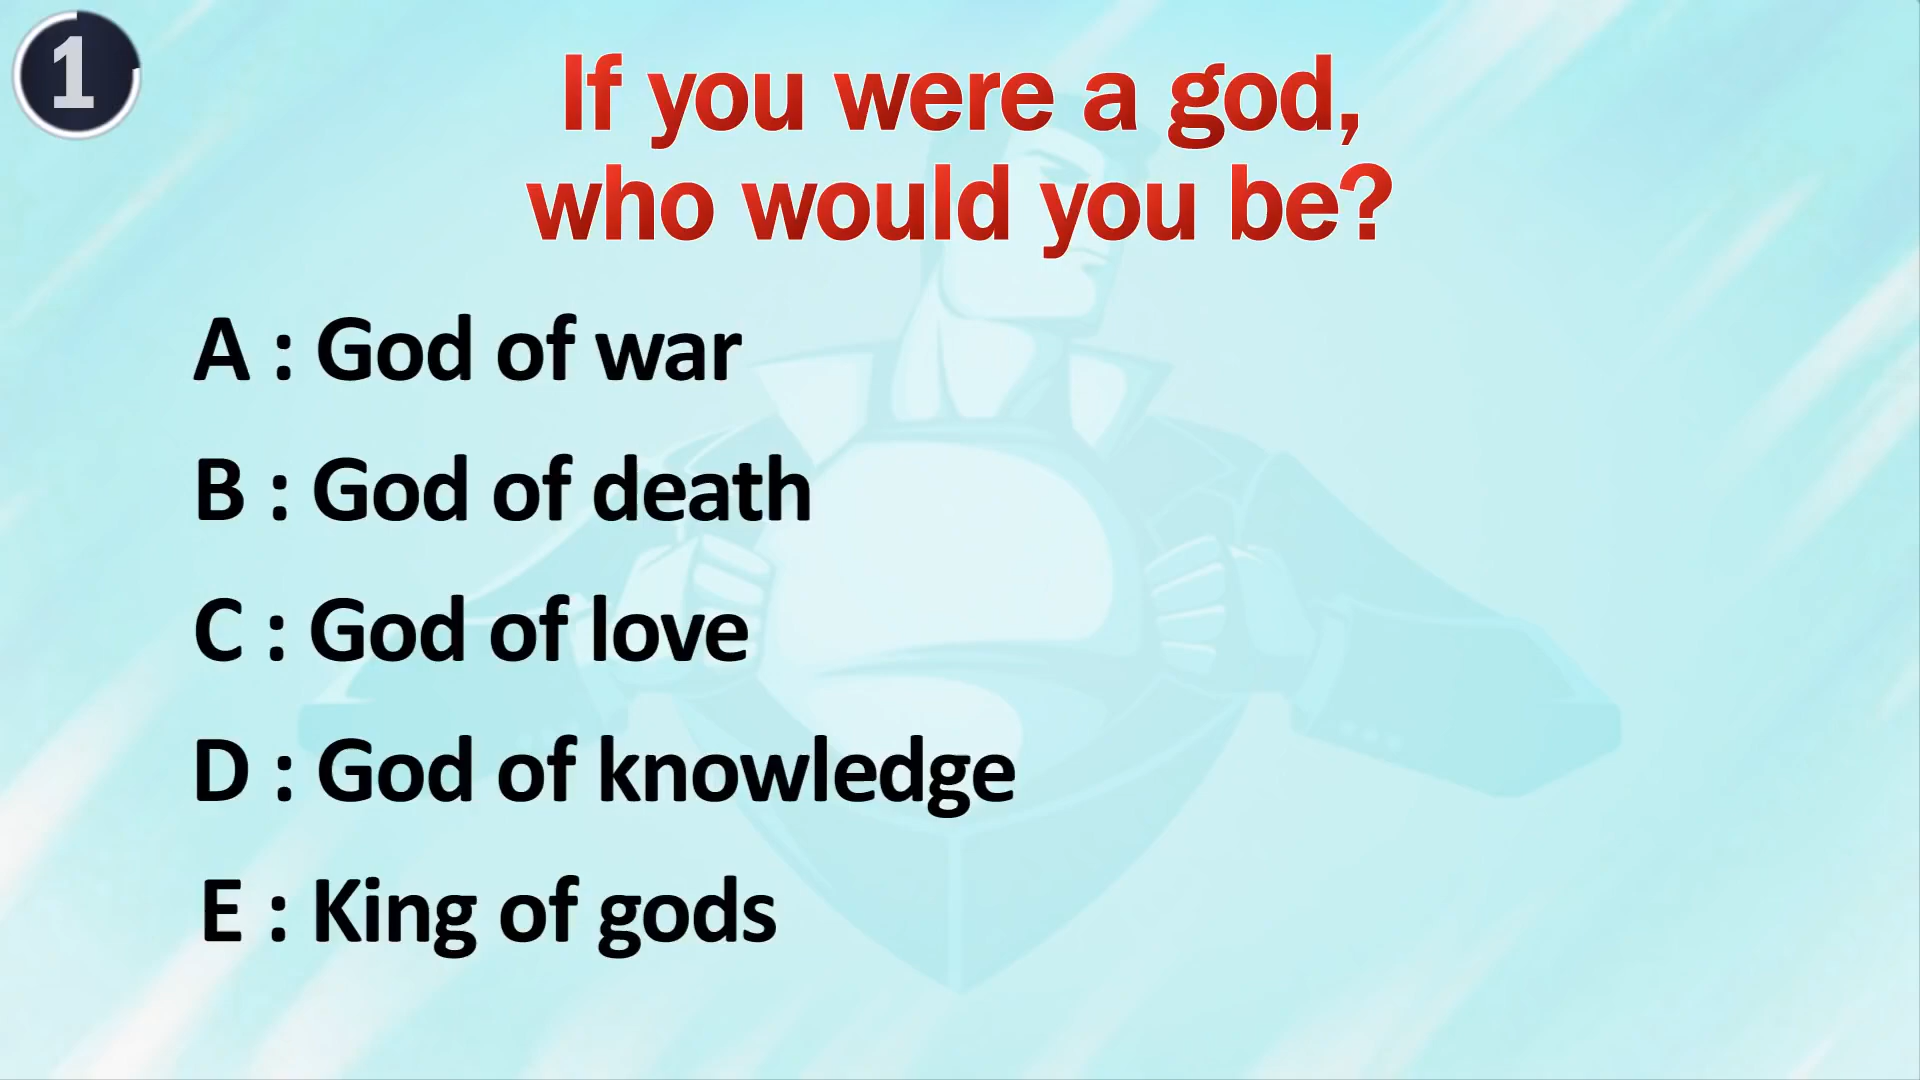 1
If you were a god,
who would you be?
A : God of war
B : God of death
C : God of love
D : God of knowledge
E : King of gods